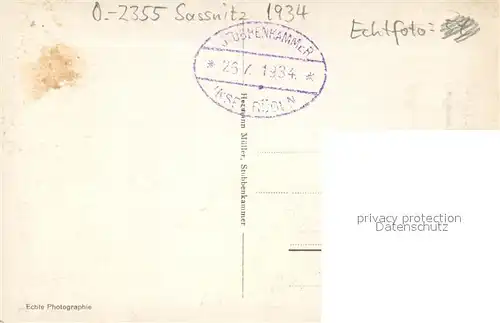 O.-2355 Sassnitz 1934
Echtfoto:
STUBBENKAMMER
* 26.7.1934 *
INSEL RÜGEN
Hermann Müller, Stubbenkammer
privacy protection
Datenschutz
Echte Photographie